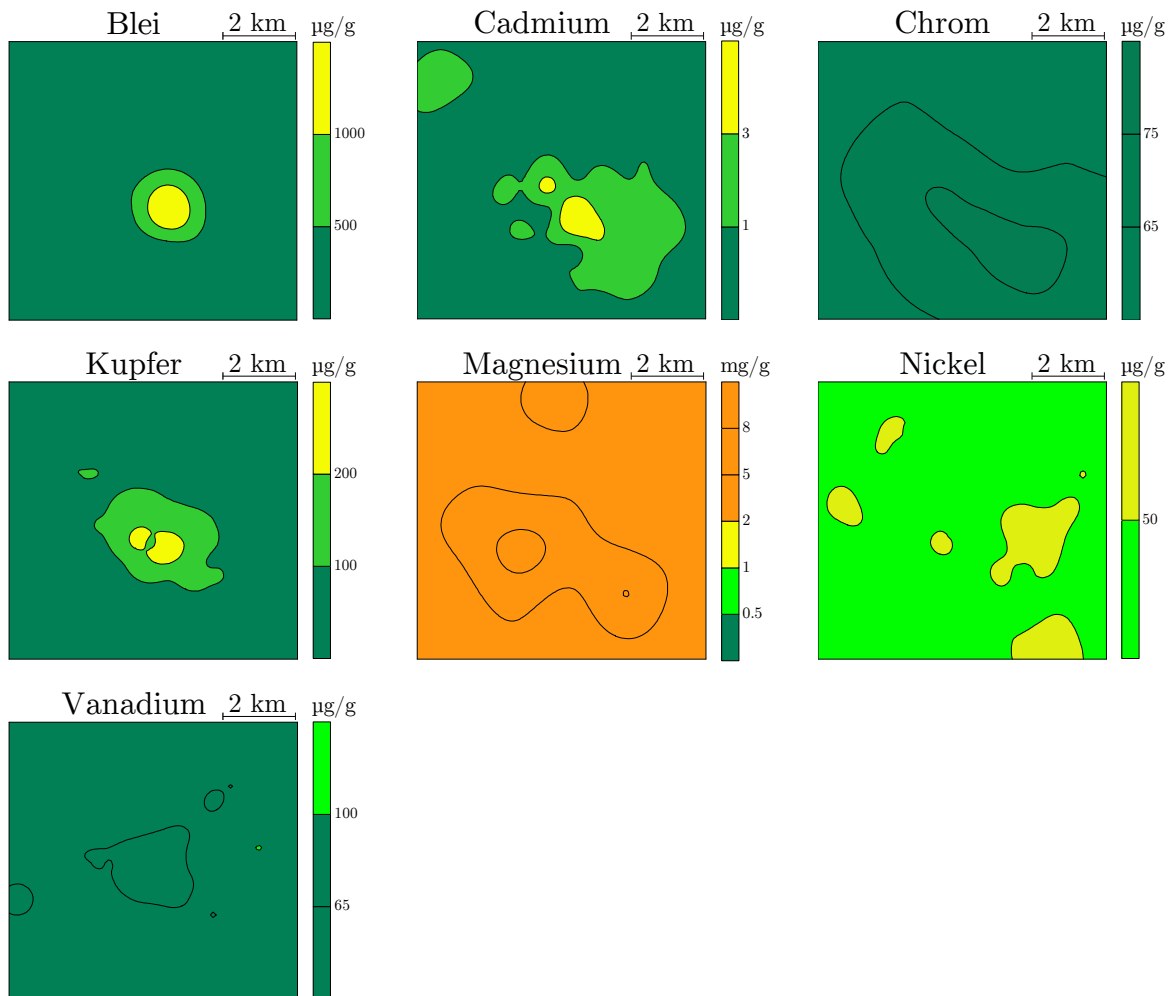 Blei 2 km µg/g
1000
500
Cadmium 2 km µg/g
3
1
Chrom 2 km µg/g
75
65
Kupfer 2 km µg/g
200
100
Magnesium 2 km mg/g
8
5
2
1
0.5
Nickel 2 km µg/g
50
Vanadium 2 km µg/g
100
65